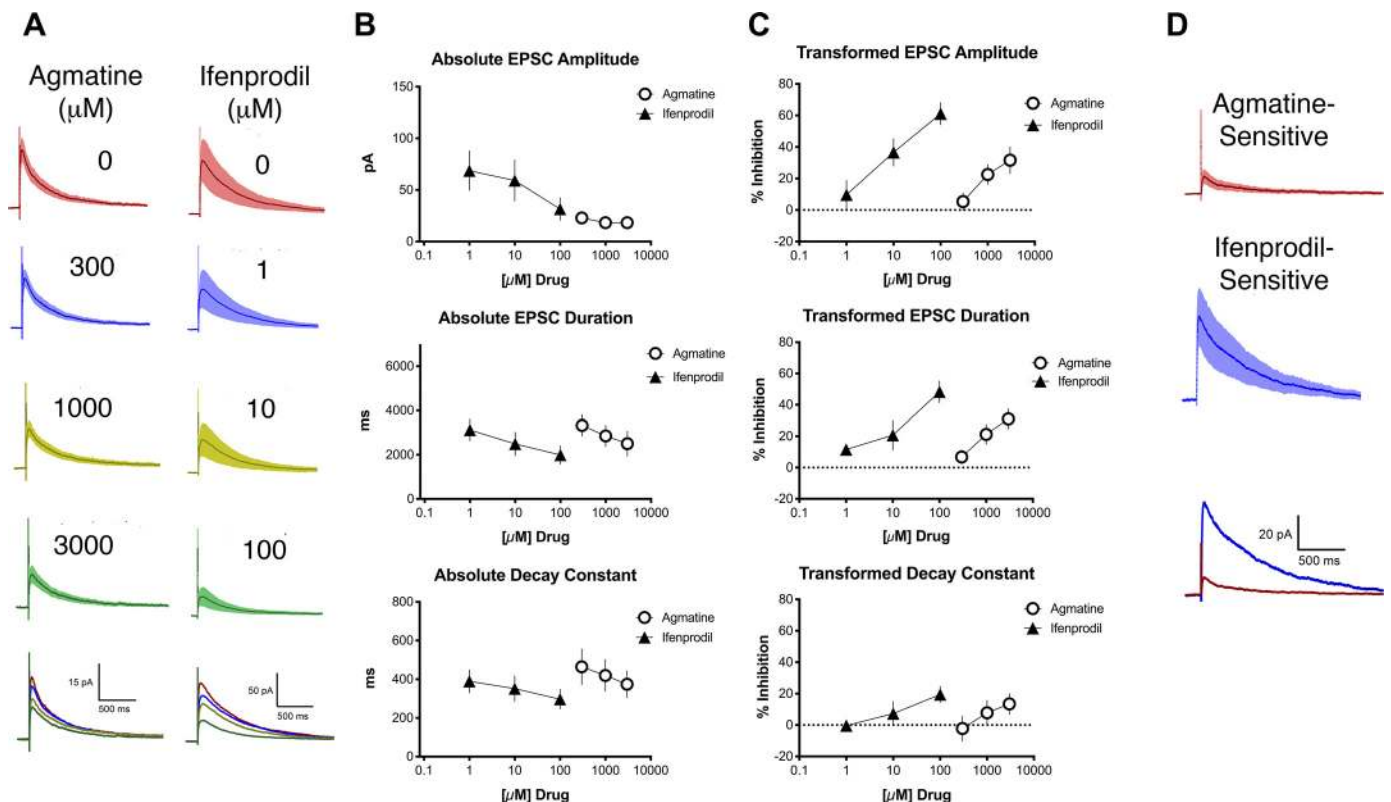 A
Agmatine
(μM)
Ifenprodil
(μM)
0
0
300
1
1000
10
3000
100
15 pA
500 ms
50 pA
500 ms
B
Absolute EPSC Amplitude
150
100
50
0
pA
0.1 1 10 100 1000 10000
[μM] Drug
Agmatine
Ifenprodil
Absolute EPSC Duration
6000
4000
2000
0
ms
0.1 1 10 100 1000 10000
[μM] Drug
Agmatine
Ifenprodil
Absolute Decay Constant
800
600
400
200
0
ms
0.1 1 10 100 1000 10000
[μM] Drug
Agmatine
Ifenprodil
C
Transformed EPSC Amplitude
80
60
40
20
0
-20
% Inhibition
0.1 1 10 100 1000 10000
[μM] Drug
Agmatine
Ifenprodil
Transformed EPSC Duration
80
60
40
20
0
-20
% Inhibition
0.1 1 10 100 1000 10000
[μM] Drug
Agmatine
Ifenprodil
Transformed Decay Constant
80
60
40
20
0
-20
% Inhibition
0.1 1 10 100 1000 10000
[μM] Drug
Agmatine
Ifenprodil
D
Agmatine-
Sensitive
Ifenprodil-
Sensitive
20 pA
500 ms